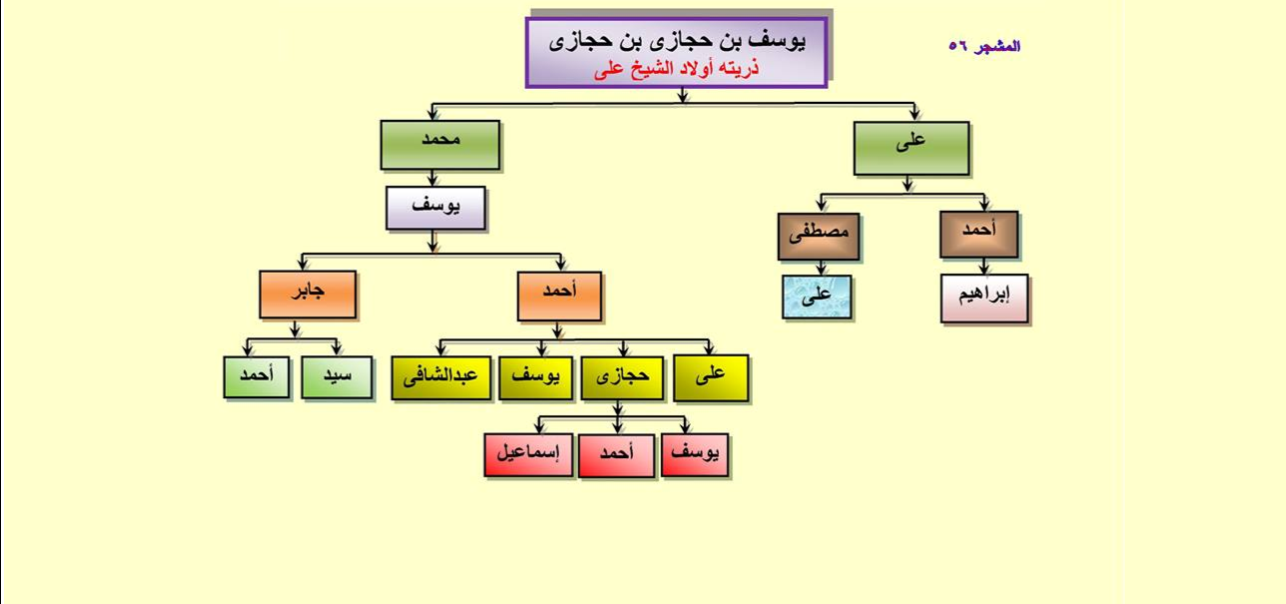 المشجر ٥٦
يوسف بن حجازى بن حجازى
ذريته أولاد الشيخ على
على
محمد
يوسف
أحمد
مصطفى
إبراهيم
على
أحمد
جابر
على
حجازى
يوسف
عبدالشافى
سيد
أحمد
يوسف
أحمد
إسماعيل